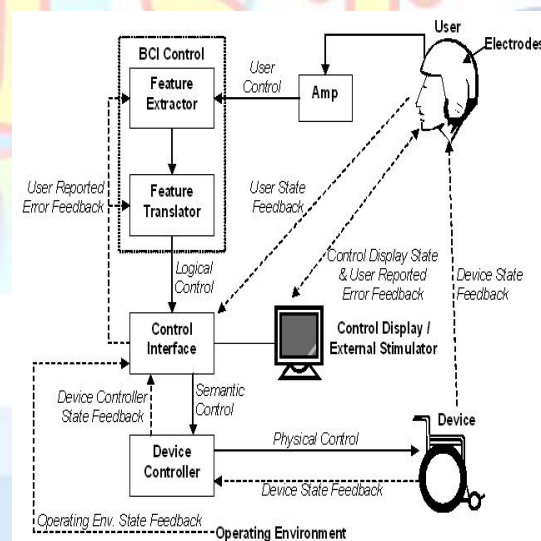 User
Electrodes
BCI Control
Feature
Extractor
User
Control
Amp
User Reported
Error Feedback
Feature
Translator
User State
Feedback
Logical
Control
Control Display State
& User Reported
Error Feedback
Device State
Feedback
Control
Interface
Control Display /
External Stimulator
Device Controller
State Feedback
Semantic
Control
Device
Physical Control
Device
Controller
Device State Feedback
Operating Env. State Feedback
Operating Environment